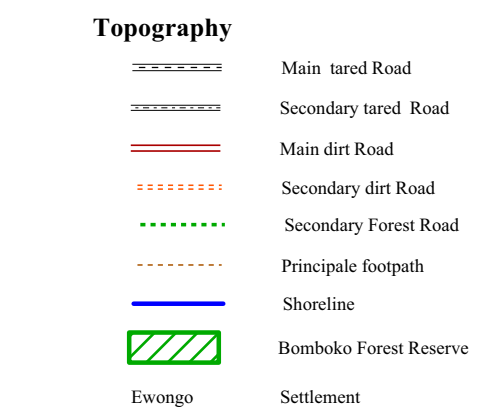 Topography
Main tared Road
Secondary tared Road
Main dirt Road
Secondary dirt Road
Secondary Forest Road
Principale footpath
Shoreline
Bomboko Forest Reserve
Ewongo Settlement